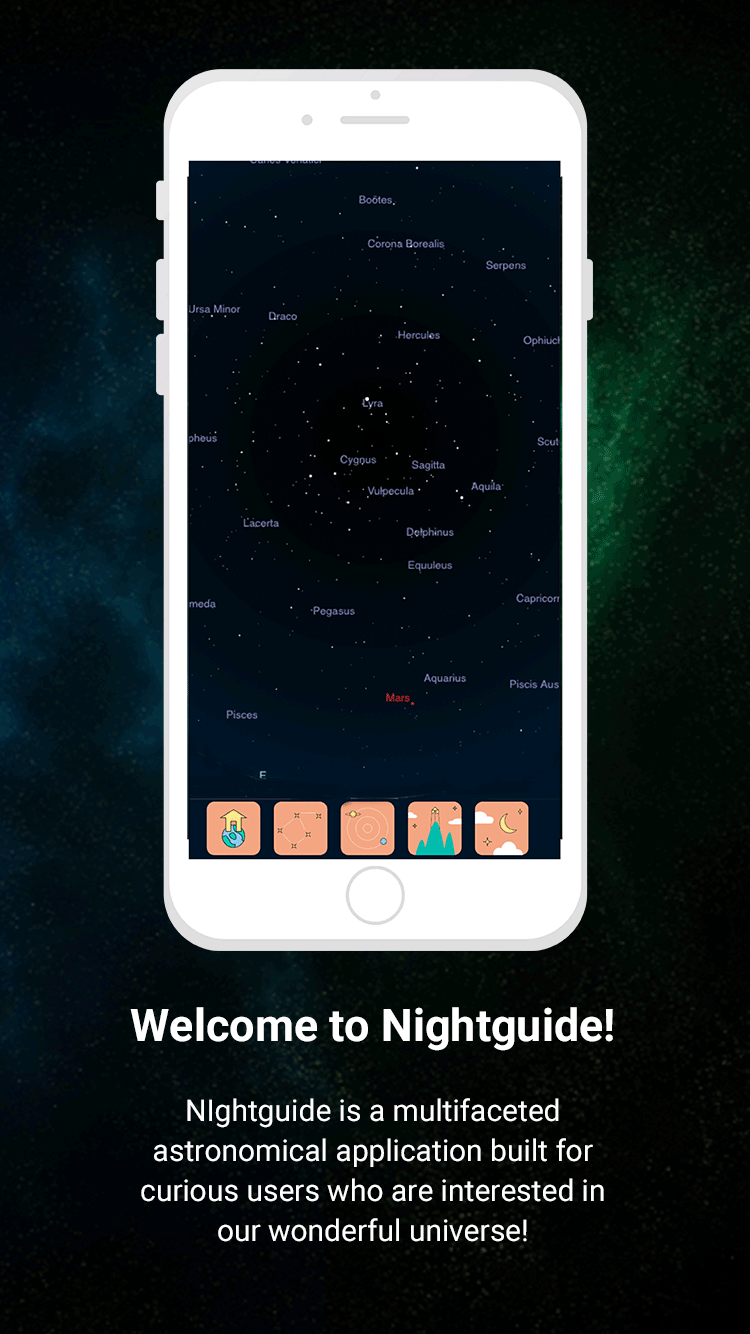 Boötes
Corona Borealis
Serpens
Ursa Minor
Draco
Hercules
Ophiuch
Lyra
pheus
Scut
Cygnus
Sagitta
Vulpecula
Aquila
Lacerta
Delphinus
Equuleus
meda
Pegasus
Capricorn
Aquarius
Piscis Aus
Mars
Pisces
E
Welcome to Nightguide!
NIghtguide is a multifaceted
astronomical application built for
curious users who are interested in
our wonderful universe!